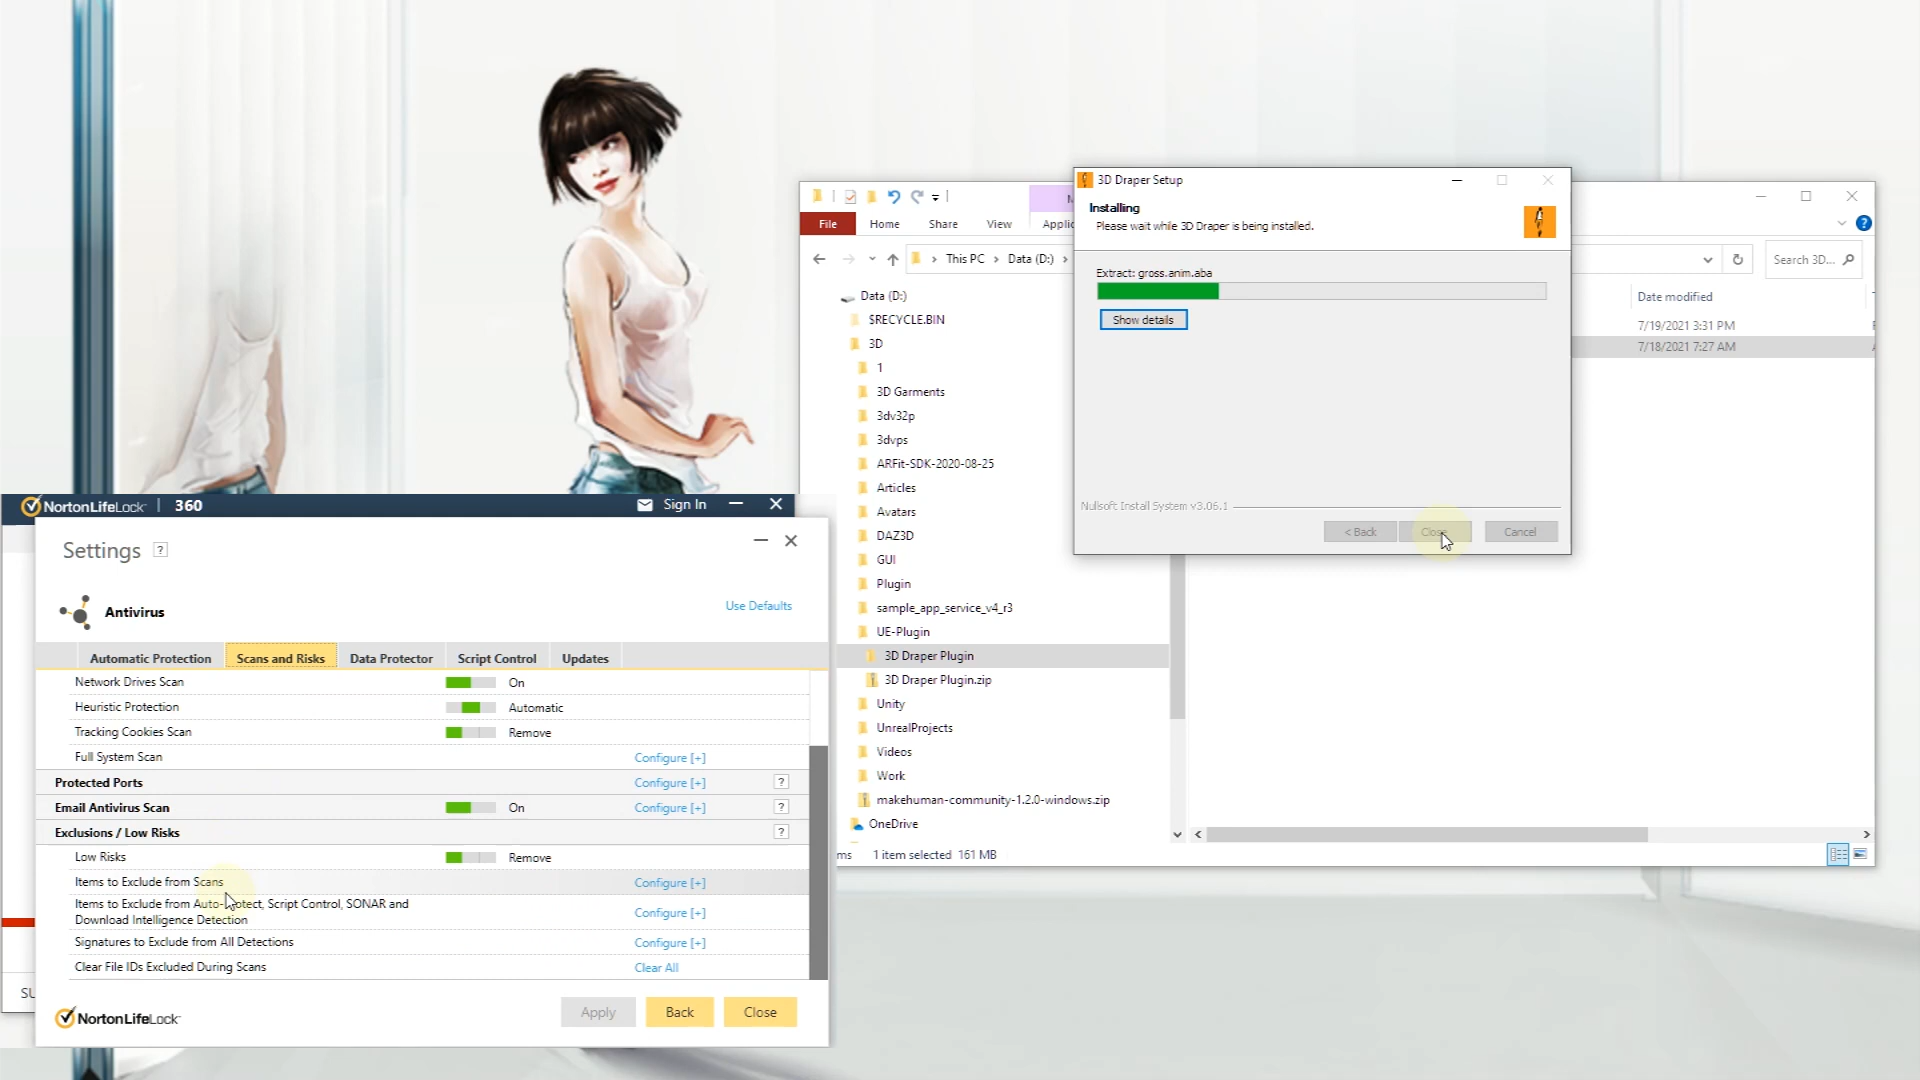 File
Home
Share
View
This PC > Data (D:) >
Search 3D...
Data (D:)
$RECYCLE.BIN
3D
1
3D Garments
3dv32p
3dvps
ARFit-SDK-2020-08-25
Articles
Avatars
DAZ3D
GUI
Plugin
sample_app_service_v4_r3
UE-Plugin
3D Draper Plugin
3D Draper Plugin.zip
Unity
UnrealProjects
Videos
Work
makehuman-community-1.2.0-windows.zip
OneDrive
1 item selected 161 MB
Date modified
7/19/2021 3:31 PM
7/18/2021 7:27 AM
3D Draper Setup
Installing
Please wait while 3D Draper is being installed.
Extract: gross.anim.aba
Show details
Nullsoft Install System v3.06.1
< Back
Close
Cancel
NortonLifeLock | 360
Sign In
Settings ?
Antivirus
Use Defaults
Automatic Protection
Scans and Risks
Data Protector
Script Control
Updates
Network Drives Scan On
Heuristic Protection Automatic
Tracking Cookies Scan Remove
Full System Scan Configure [+]
Protected Ports Configure [+] ?
Email Antivirus Scan On Configure [+] ?
Exclusions / Low Risks ?
Low Risks Remove
Items to Exclude from Scans Configure [+]
Items to Exclude from Auto-Protect, Script Control, SONAR and
Download Intelligence Detection Configure [+]
Signatures to Exclude from All Detections Configure [+]
Clear File IDs Excluded During Scans Clear All
NortonLifeLock
Apply
Back
Close